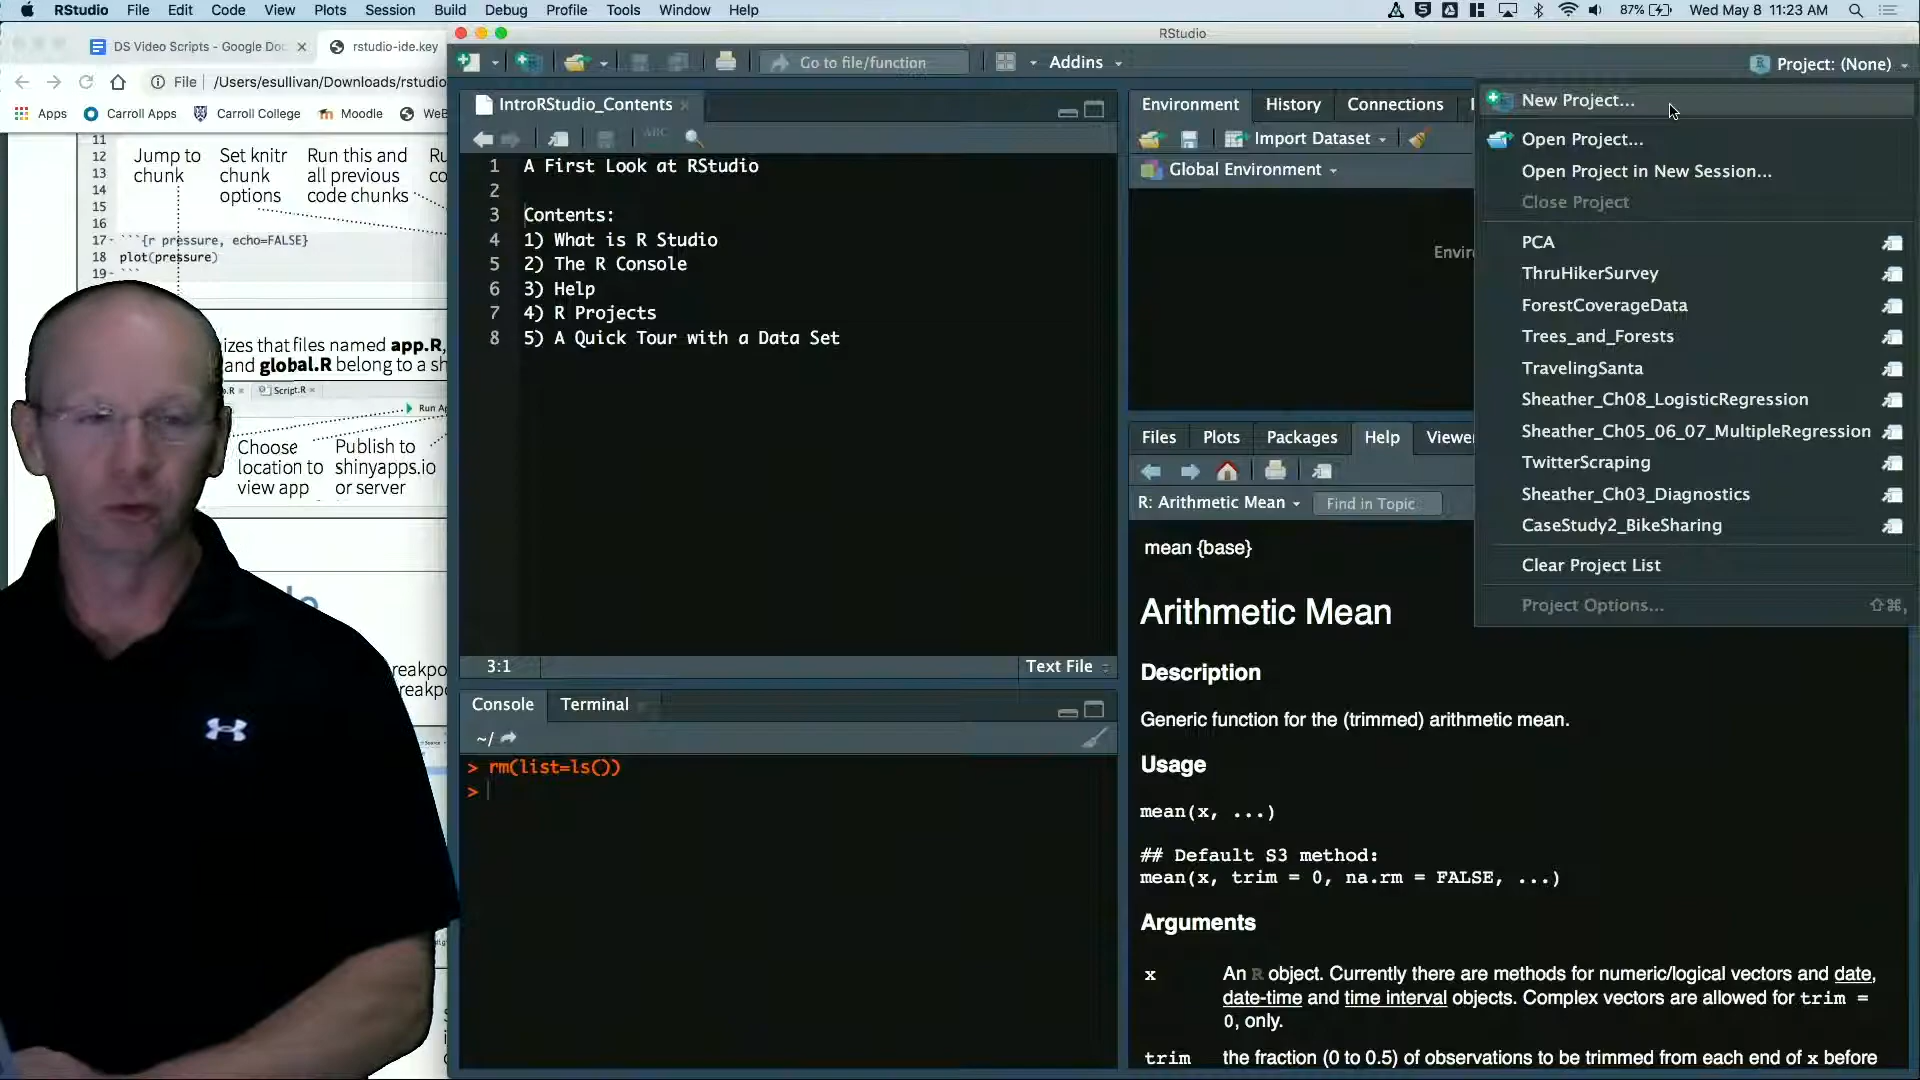 RStudio File Edit Code View Plots Session Build Debug Profile Tools Window Help
87% Wed May 8 11:23 AM
DS Video Scripts - Google Doc
rstudio-ide.key
File /Users/esullivan/Downloads/rstudio
Apps Carroll Apps Carroll College Moodle
11
12
13
14
15
16
17
18
19
Jump to chunk
Set knitr chunk options
Run this and all previous code chunks
```{r pressure, echo=FALSE}
plot(pressure)
```
izes that files named app.R,
and global.R belong to a sh
Script.R
Choose location to view app
Publish to shinyapps.io or server
RStudio
Go to file/function
Addins
Project: (None)
IntroRStudio_Contents
ABC
1 A First Look at RStudio
2
3 Contents:
4 1) What is R Studio
5 2) The R Console
6 3) Help
7 4) R Projects
8 5) A Quick Tour with a Data Set
3:1 Text File
Console Terminal
~/
> rm(list=ls())
>
Environment History Connections
Import Dataset
Global Environment
New Project...
Open Project...
Open Project in New Session...
Close Project
PCA
ThruHikerSurvey
ForestCoverageData
Trees_and_Forests
TravelingSanta
Sheather_Ch08_LogisticRegression
Sheather_Ch05_06_07_MultipleRegression
TwitterScraping
Sheather_Ch03_Diagnostics
CaseStudy2_BikeSharing
Clear Project List
Project Options... ⇧⌘,
Files Plots Packages Help Viewer
R: Arithmetic Mean
Find in Topic
mean {base}
Arithmetic Mean
Description
Generic function for the (trimmed) arithmetic mean.
Usage
mean(x, ...)
## Default S3 method:
mean(x, trim = 0, na.rm = FALSE, ...)
Arguments
x An R object. Currently there are methods for numeric/logical vectors and date,
date-time and time interval objects. Complex vectors are allowed for trim =
0, only.
trim the fraction (0 to 0.5) of observations to be trimmed from each end of x before